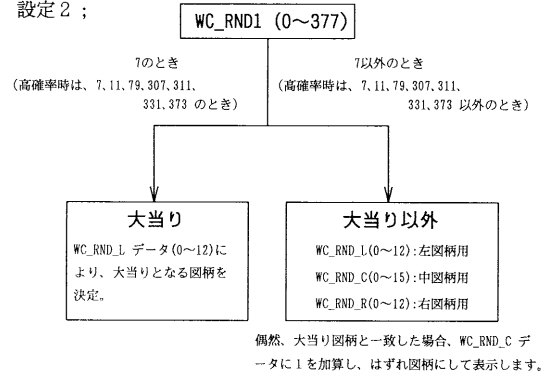 設定２；
WC_RND1 (0～377)
7のとき
(高確率時は、7,11,79,307,311,
331,373 のとき)
7以外のとき
(高確率時は、7,11,79,307,311,
331,373 以外のとき)
大当り
WC_RND_L データ(0～12)に
より、大当りとなる図柄を
決定。
大当り以外
WC_RND_L(0～12):左図柄用
WC_RND_C(0～15):中図柄用
WC_RND_R(0～12):右図柄用
偶然、大当り図柄と一致した場合、WC_RND_C デ
ータに１を加算し、はずれ図柄にして表示します。